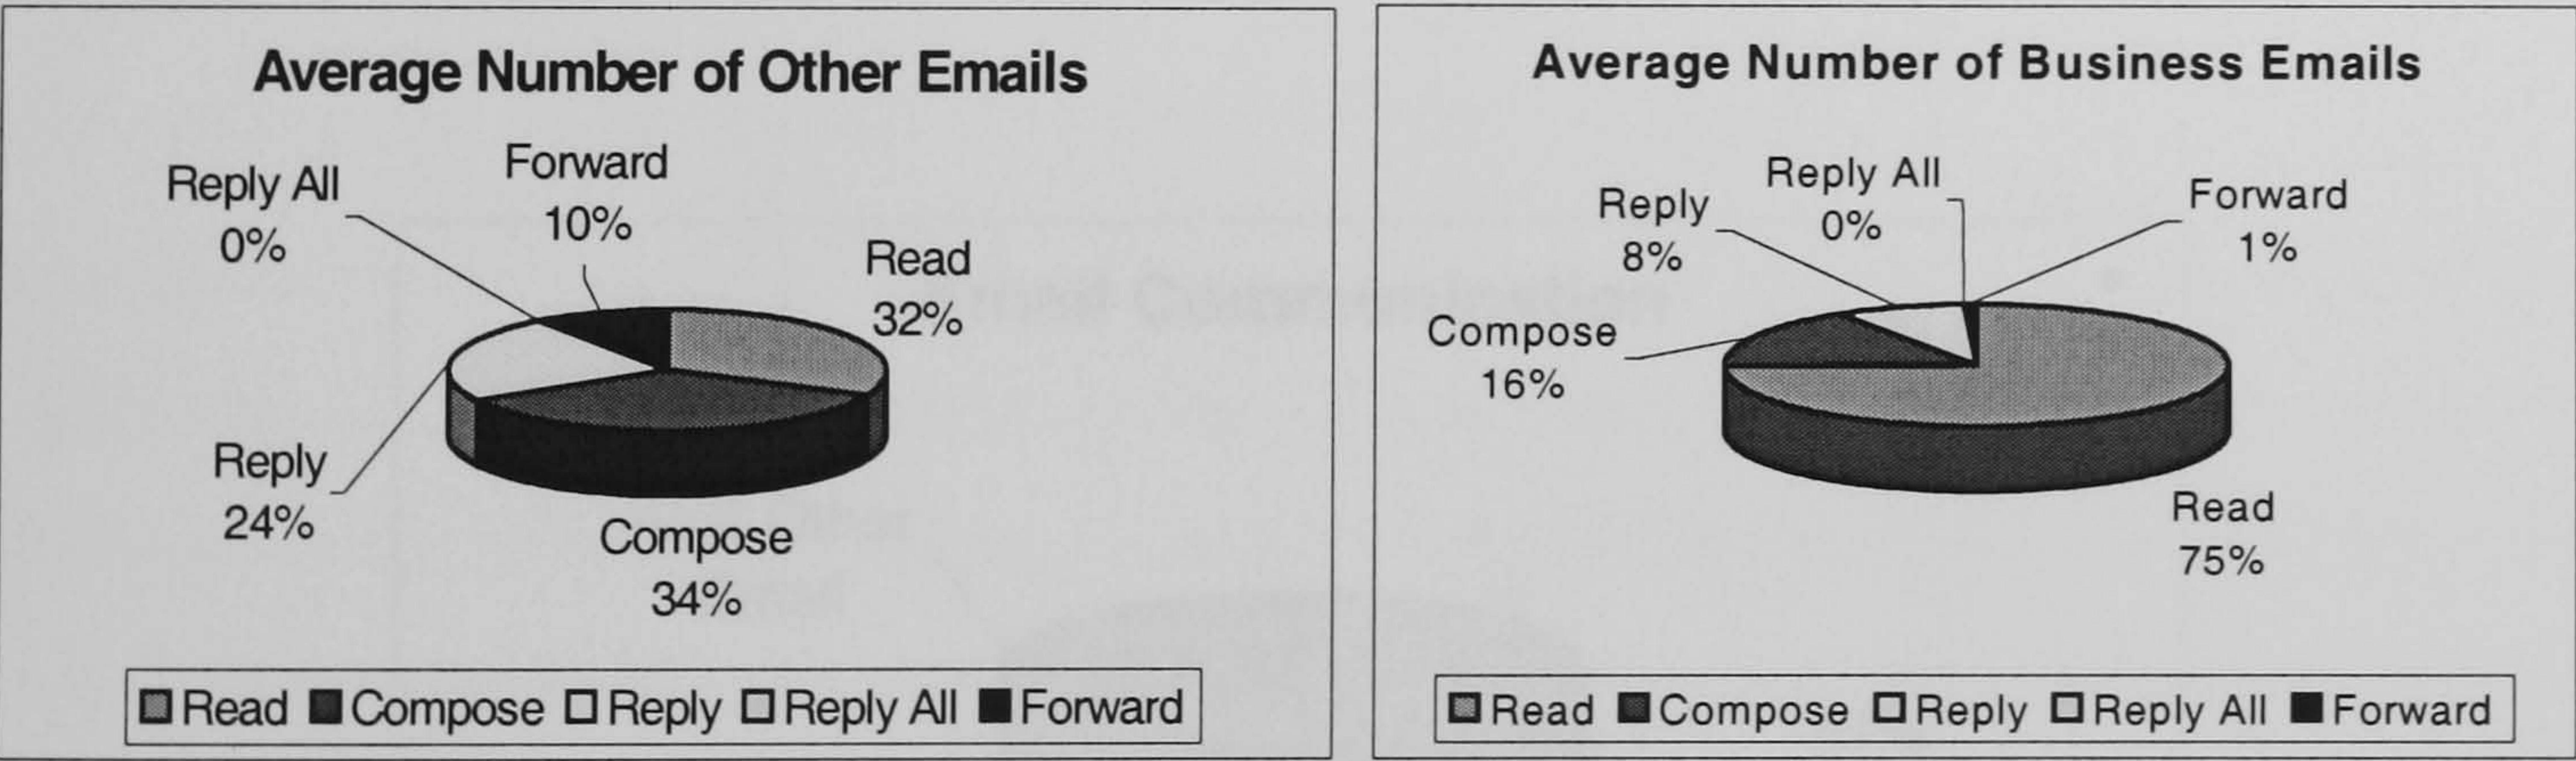 Average Number of Other Emails
Reply All
0%
Forward
10%
Read
32%
Reply
24%
Compose
34%
Read Compose Reply Reply All Forward
Average Number of Business Emails
Reply
8%
Reply All
0%
Forward
1%
Compose
16%
Read
75%
Read Compose Reply Reply All Forward